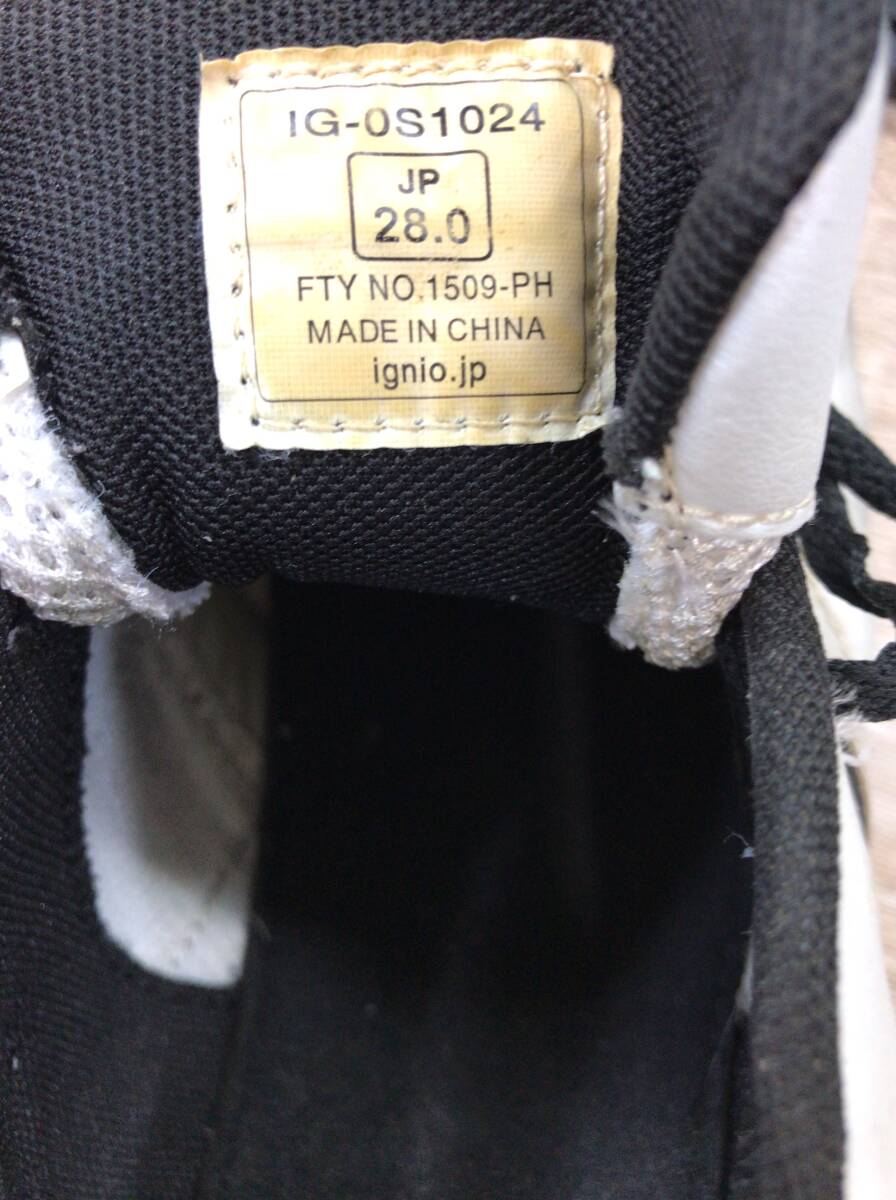 IG-0S1024
JP
28.0
FTY NO.1509-PH
MADE IN CHINA
ignio.jp